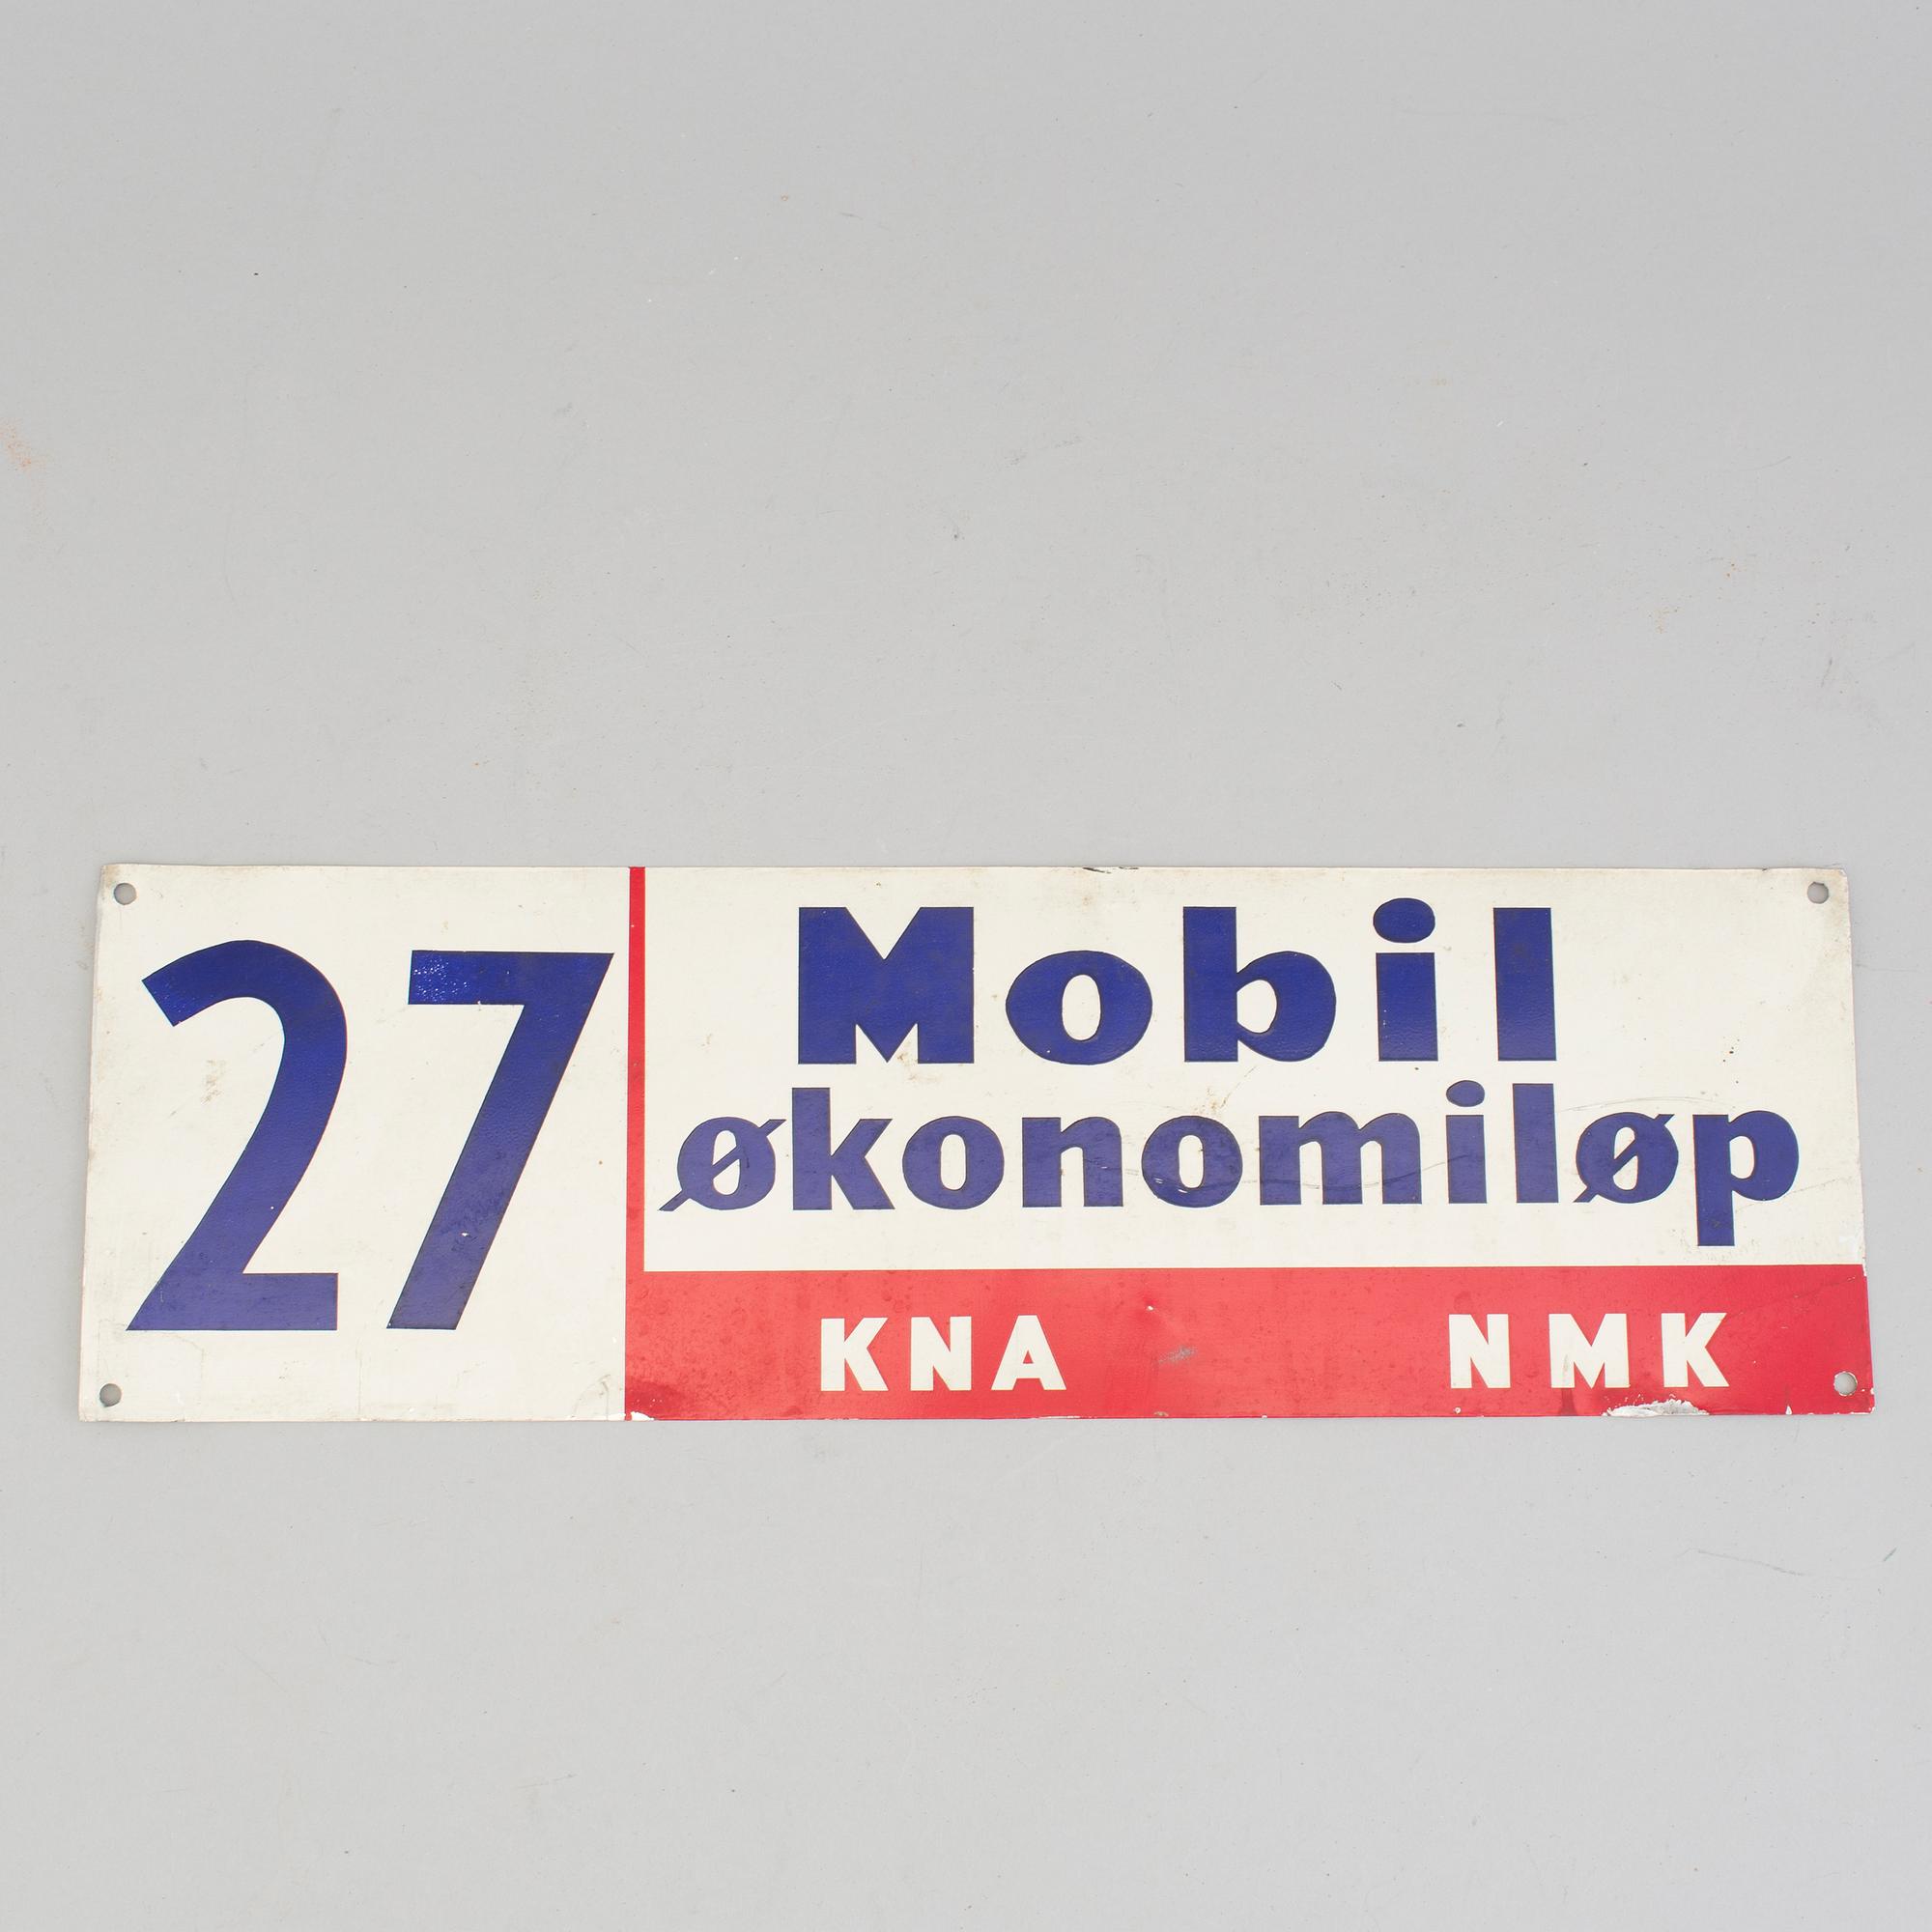 27
Mobil
økonomiløp
KNA NMK